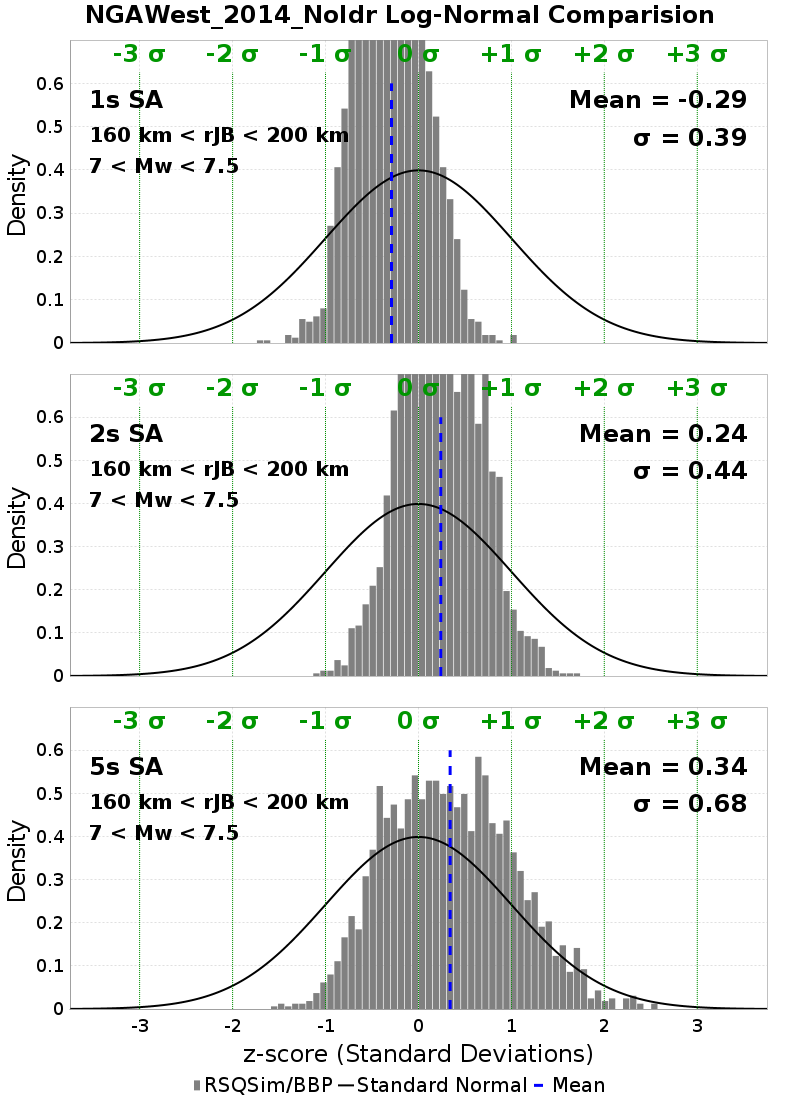 NGAWest_2014_NoIdr Log-Normal Comparision
-3 σ -2 σ -1 σ 0 σ +1 σ +2 σ +3 σ
1s SA
Mean = -0.29
160 km < rJB < 200 km
σ = 0.39
7 < Mw < 7.5
Density
0.6
0.5
0.4
0.3
0.2
0.1
0
-3 σ -2 σ -1 σ 0 σ +1 σ +2 σ +3 σ
2s SA
Mean = 0.24
160 km < rJB < 200 km
σ = 0.44
7 < Mw < 7.5
Density
0.6
0.5
0.4
0.3
0.2
0.1
0
-3 σ -2 σ -1 σ 0 σ +1 σ +2 σ +3 σ
5s SA
Mean = 0.34
160 km < rJB < 200 km
σ = 0.68
7 < Mw < 7.5
Density
0.6
0.5
0.4
0.3
0.2
0.1
0
-3 -2 -1 0 1 2 3
z-score (Standard Deviations)
RSQSim/BBP Standard Normal Mean